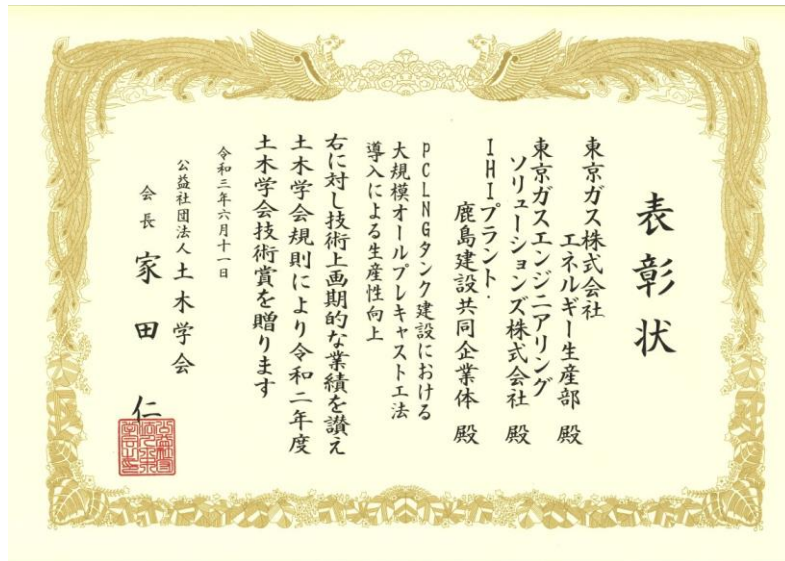 表彰状
東京ガス株式会社
エネルギー生産部 殿
東京ガスエンジニアリング
ソリューションズ株式会社 殿
IHIプラント・
鹿島建設共同企業体 殿
PCLNGタンク建設における
大規模オールプレキャスト工法
導入による生産性向上
右に対し技術上画期的な業績を讃え
土木学会規則により令和二年度
土木学会技術賞を贈ります
令和三年六月十一日
公益社団法人 土木学会
会長 家田 仁